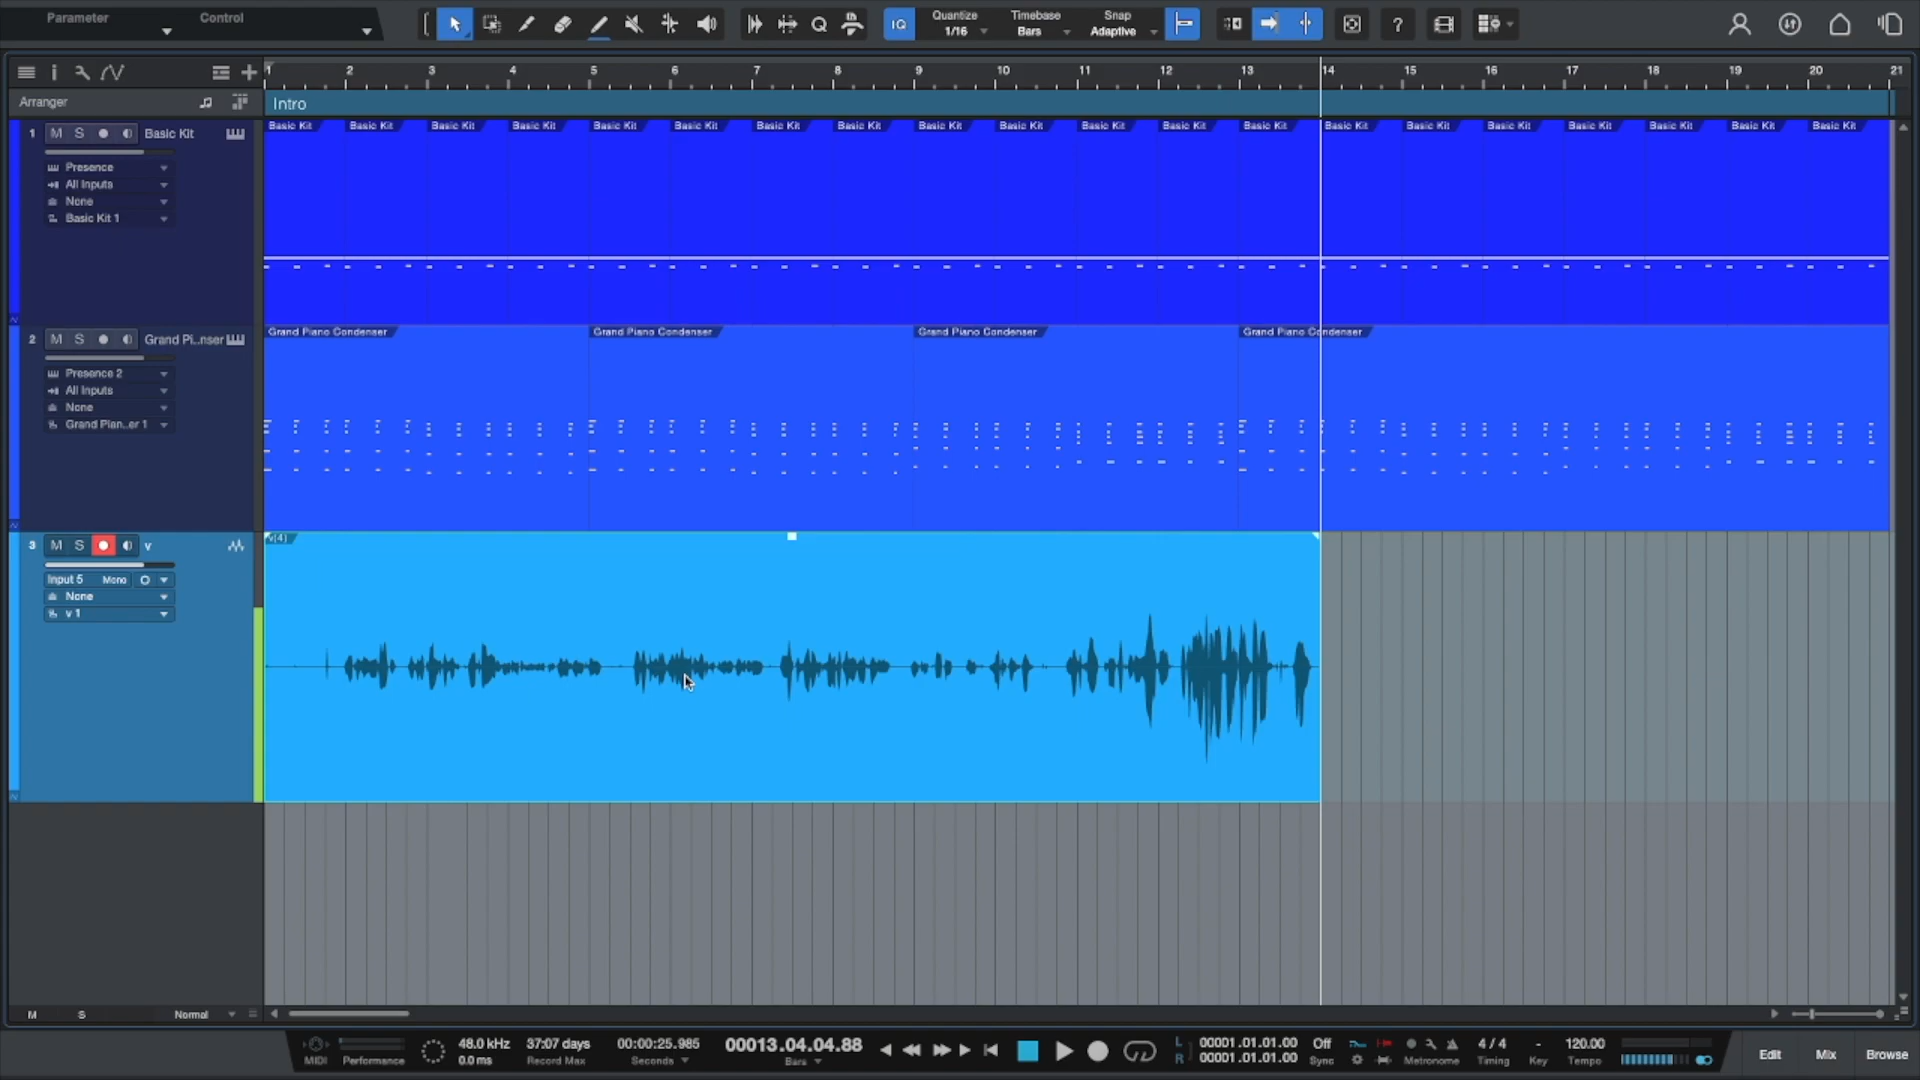 Parameter
Control
IQ
Quantize
1/16
Timebase
Bars
Snap
Adaptive
?
1 2 3 4 5 6 7 8 9 10 11 12 13 14 15 16 17 18 19 20 21
Arranger
Intro
1 M S Basic Kit
Presence
All Inputs
None
Basic Kit 1
Basic Kit Basic Kit Basic Kit Basic Kit Basic Kit Basic Kit Basic Kit Basic Kit Basic Kit Basic Kit Basic Kit Basic Kit Basic Kit Basic Kit Basic Kit Basic Kit Basic Kit Basic Kit Basic Kit Basic Kit
2 M S Grand Pi...nser
Presence 2
All Inputs
None
Grand Pian...er 1
Grand Piano Condenser Grand Piano Condenser Grand Piano Condenser Grand Piano Condenser
3 M S v
Input 5 Mono
None
v 1
v(4)
M S Normal
MIDI
Performance
48.0 kHz
0.0 ms
37:07 days
Record Max
00:00:25.985
Seconds
00013.04.04.88
Bars
L 00001.01.01.00
R 00001.01.01.00
Off
Sync
Metronome
4 / 4
Timing
-
Key
120.00
Tempo
Edit
Mix
Browse